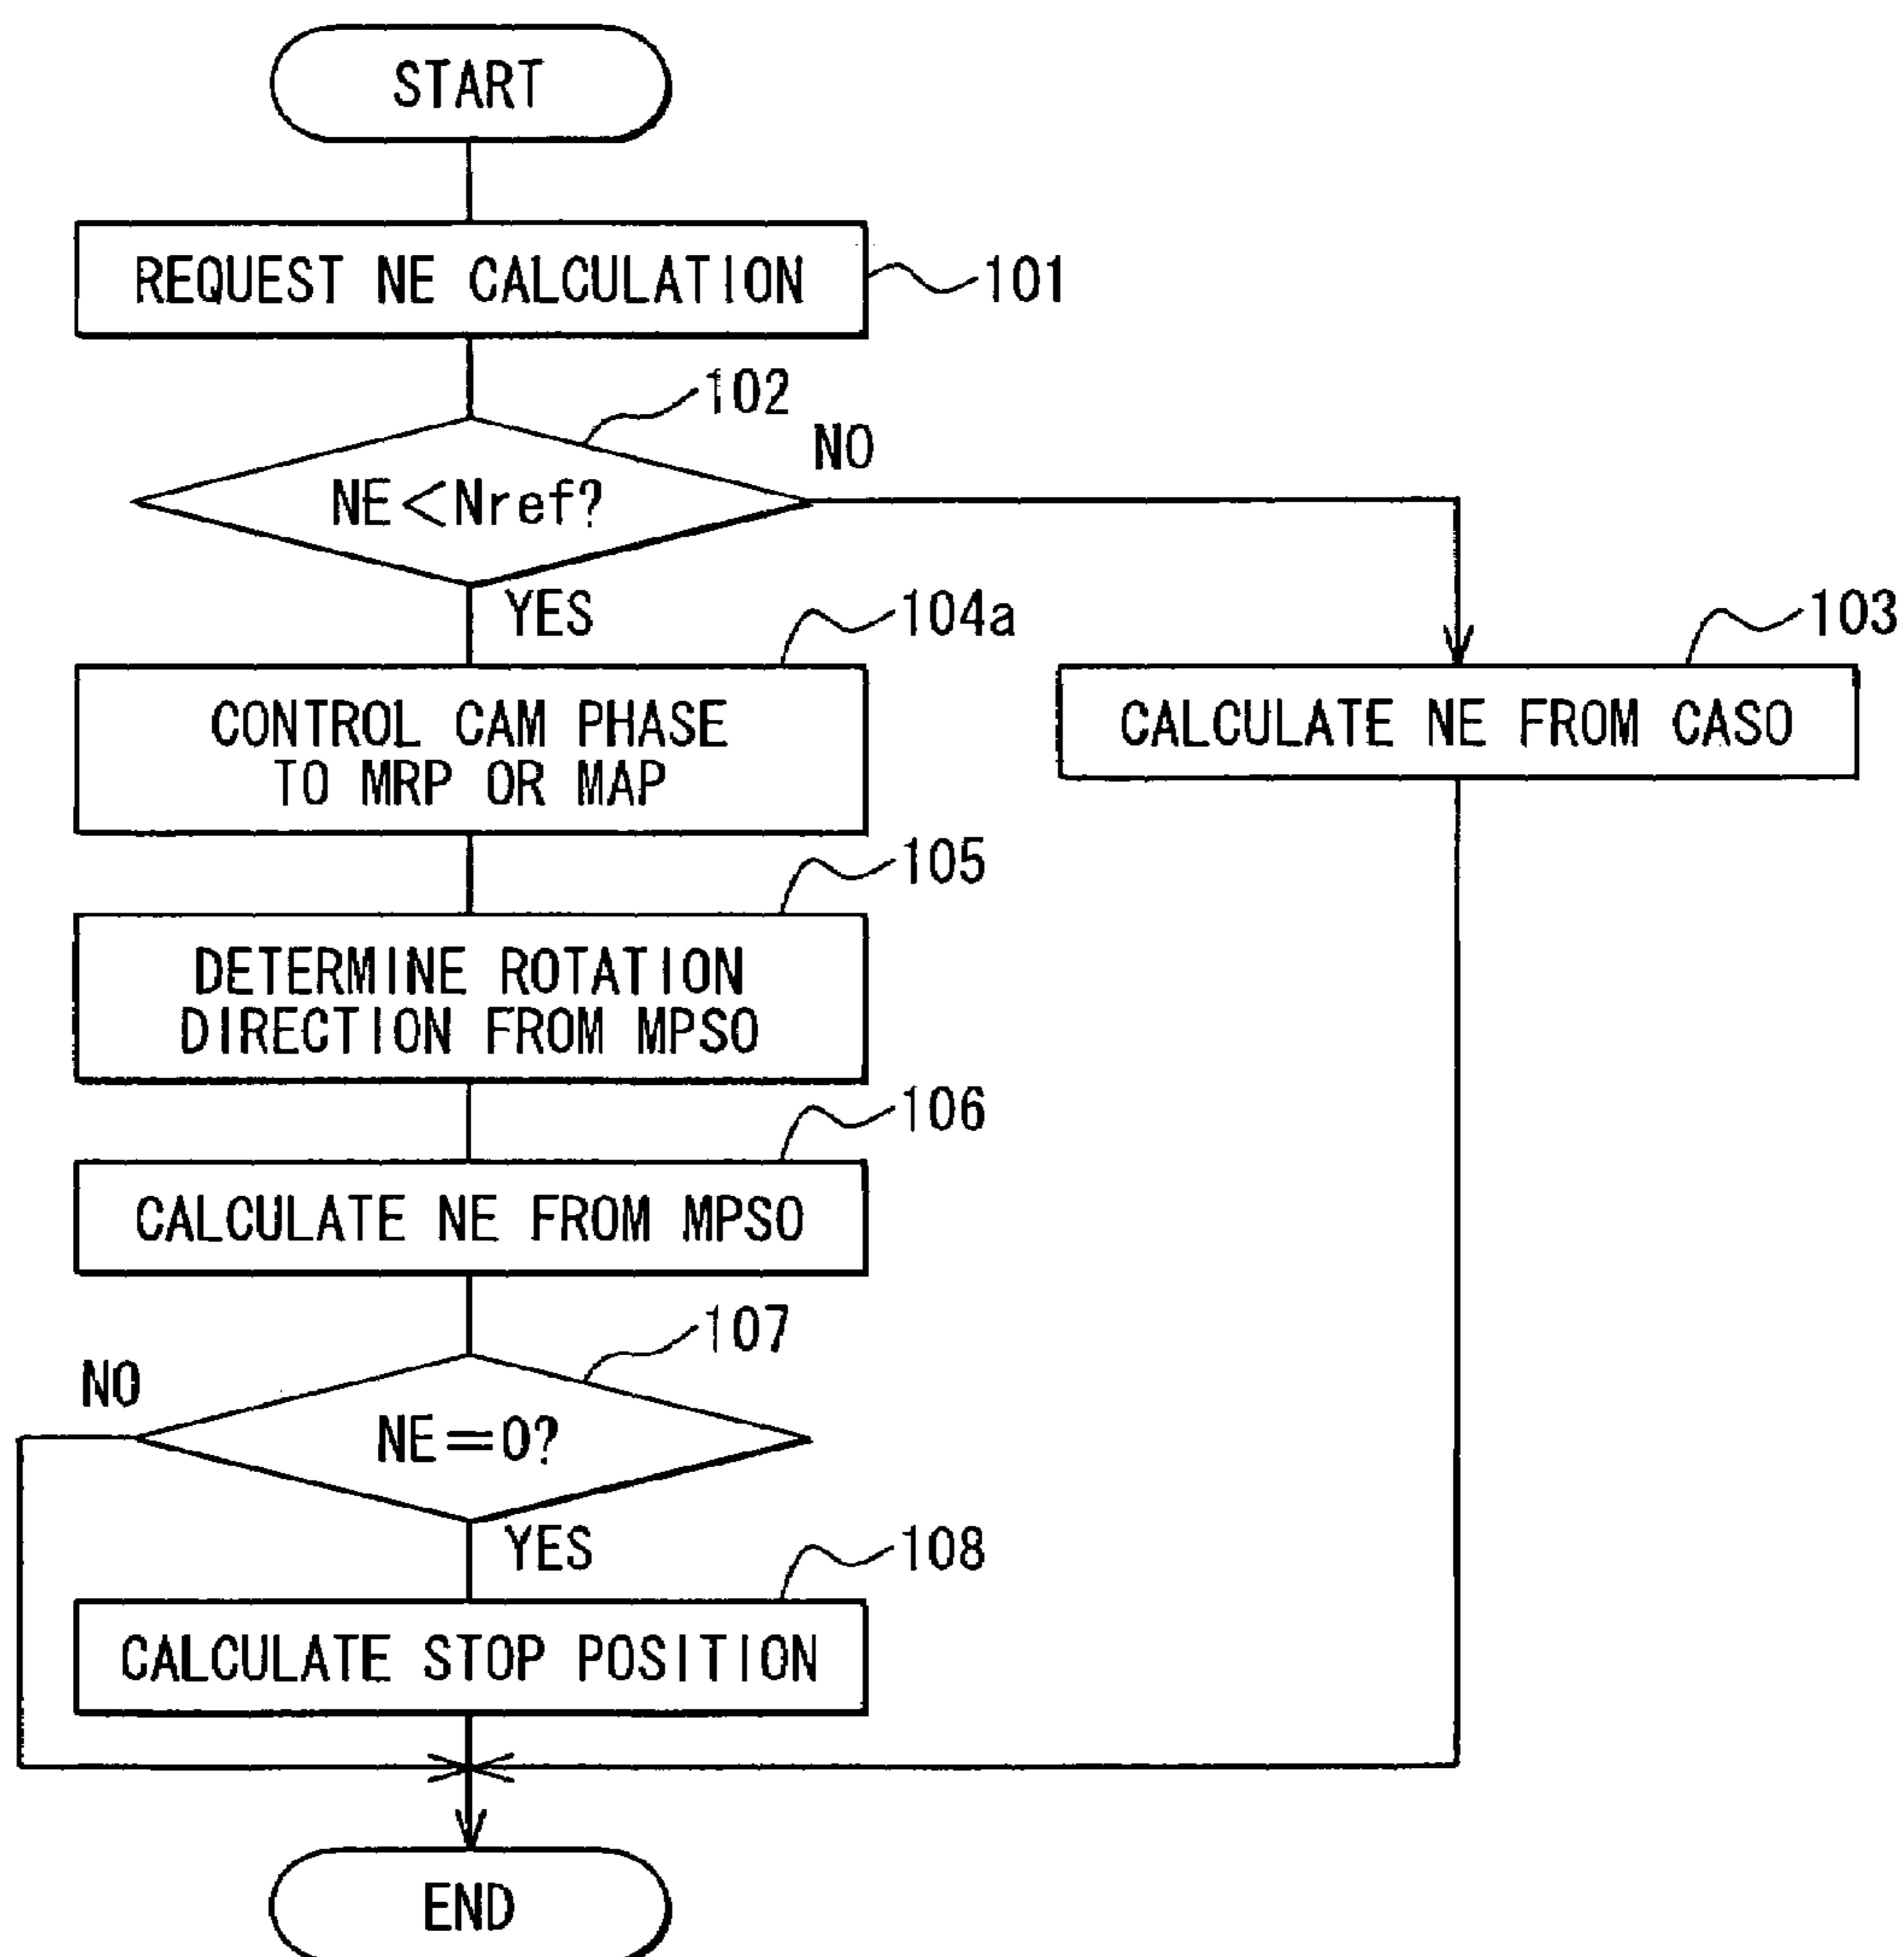 START
REQUEST NE CALCULATION
101
102
NE<Nref?
NO
YES
104a
CONTROL CAM PHASE
TO MRP OR MAP
103
CALCULATE NE FROM CASO
105
DETERMINE ROTATION
DIRECTION FROM MPSO
106
CALCULATE NE FROM MPSO
107
NO
NE=0?
YES
108
CALCULATE STOP POSITION
END